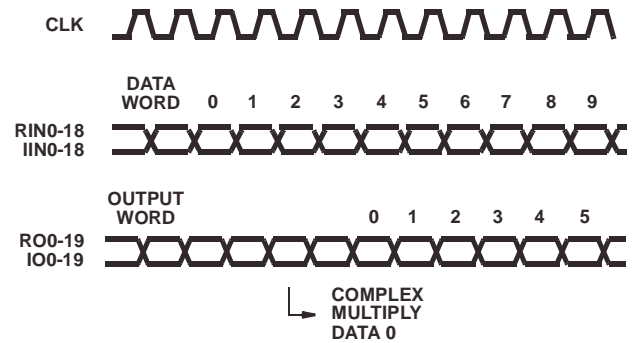 CLK
DATA
WORD 0 1 2 3 4 5 6 7 8 9
RIN0-18
IIN0-18
OUTPUT
WORD 0 1 2 3 4 5
RO0-19
IO0-19
COMPLEX
MULTIPLY
DATA 0